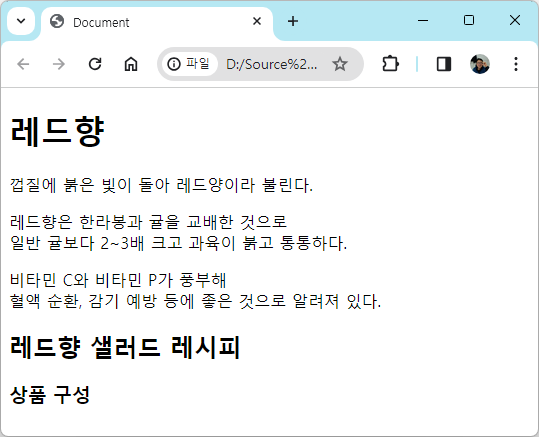 Document
파일
D:/Source%2...
레드향
껍질에 붉은 빛이 돌아 레드양이라 불린다.
레드향은 한라봉과 귤을 교배한 것으로
일반 귤보다 2~3배 크고 과육이 붉고 통통하다.
비타민 C와 비타민 P가 풍부해
혈액 순환, 감기 예방 등에 좋은 것으로 알려져 있다.
레드향 샐러드 레시피
상품 구성